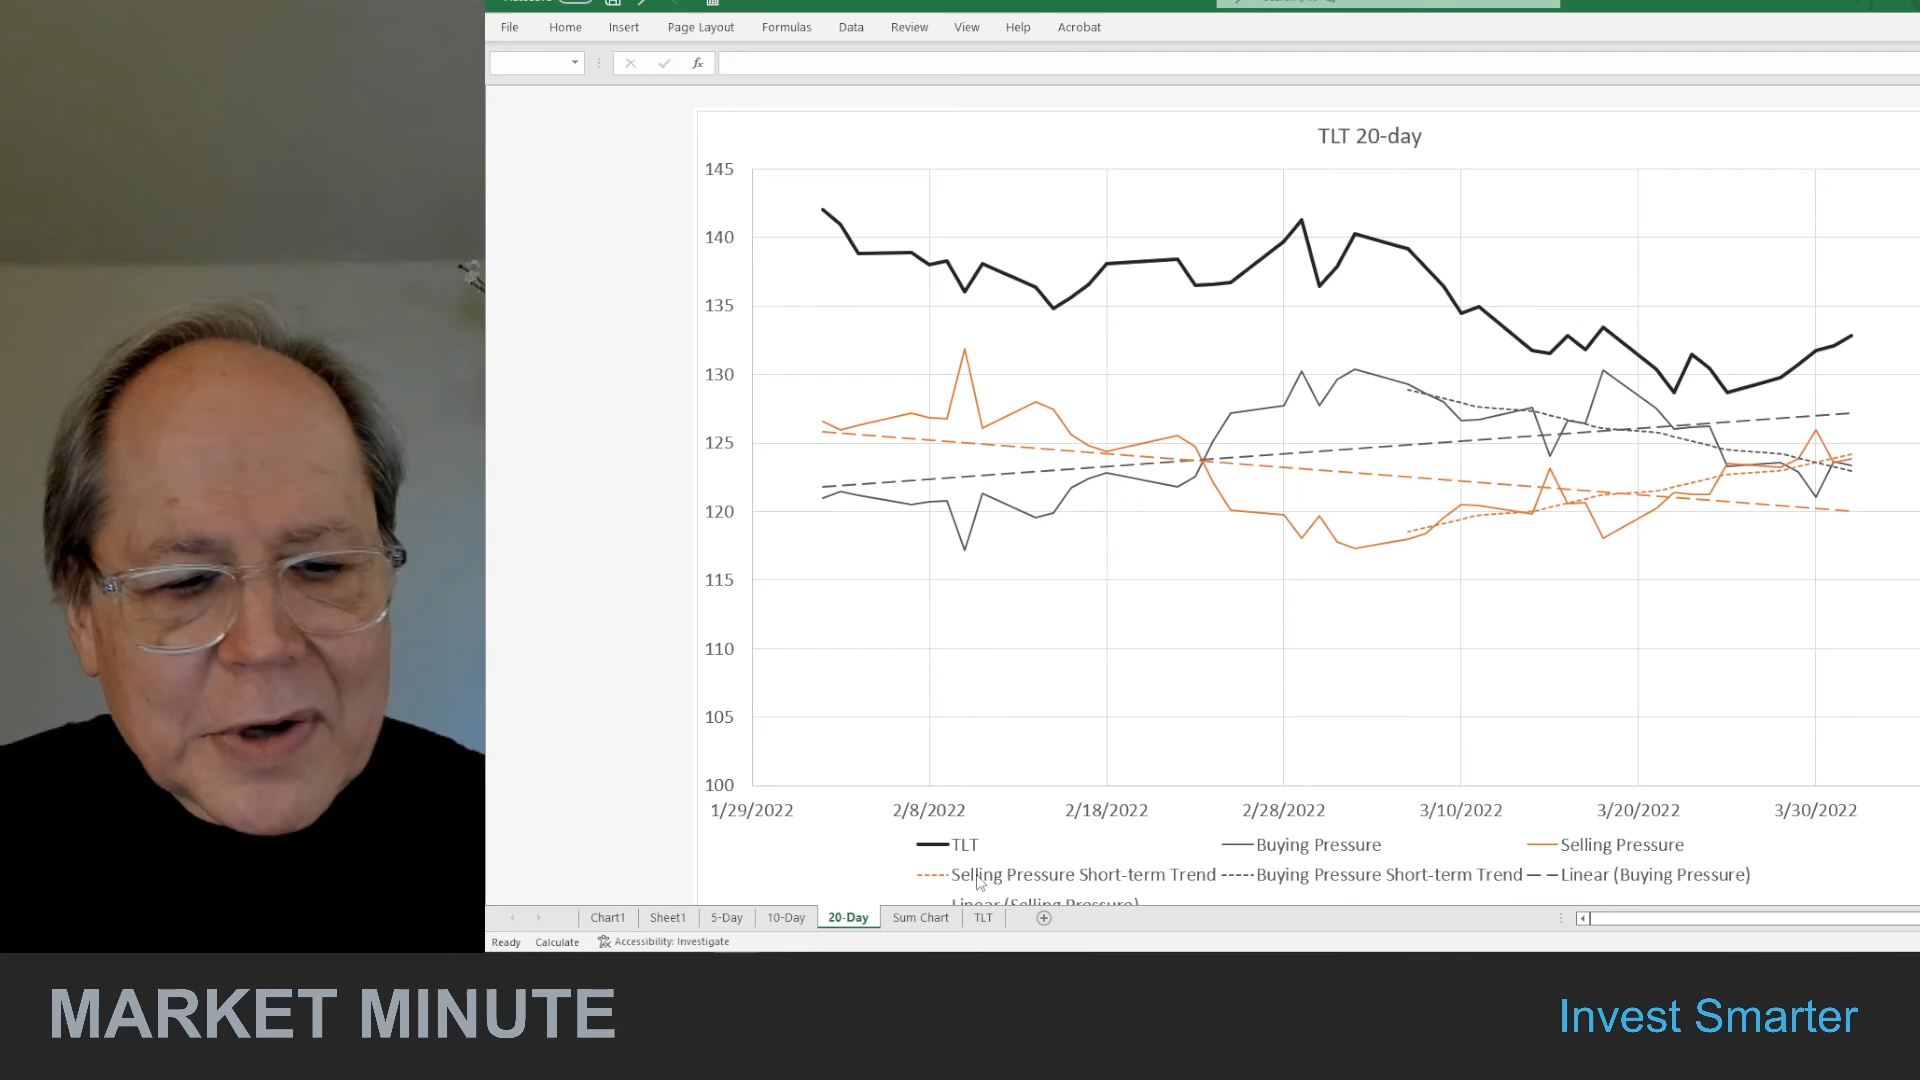 File Home Insert Page Layout Formulas Data Review View Help Acrobat
fx
TLT 20-day
145
140
135
130
125
120
115
110
105
100
1/29/2022 2/8/2022 2/18/2022 2/28/2022 3/10/2022 3/20/2022 3/30/2022
TLT Buying Pressure Selling Pressure
Selling Pressure Short-term Trend Buying Pressure Short-term Trend Linear (Buying Pressure)
Linear (Selling Pressure)
Chart1 Sheet1 5-Day 10-Day 20-Day Sum Chart TLT
Ready Calculate Accessibility: Investigate
MARKET MINUTE
Invest Smarter